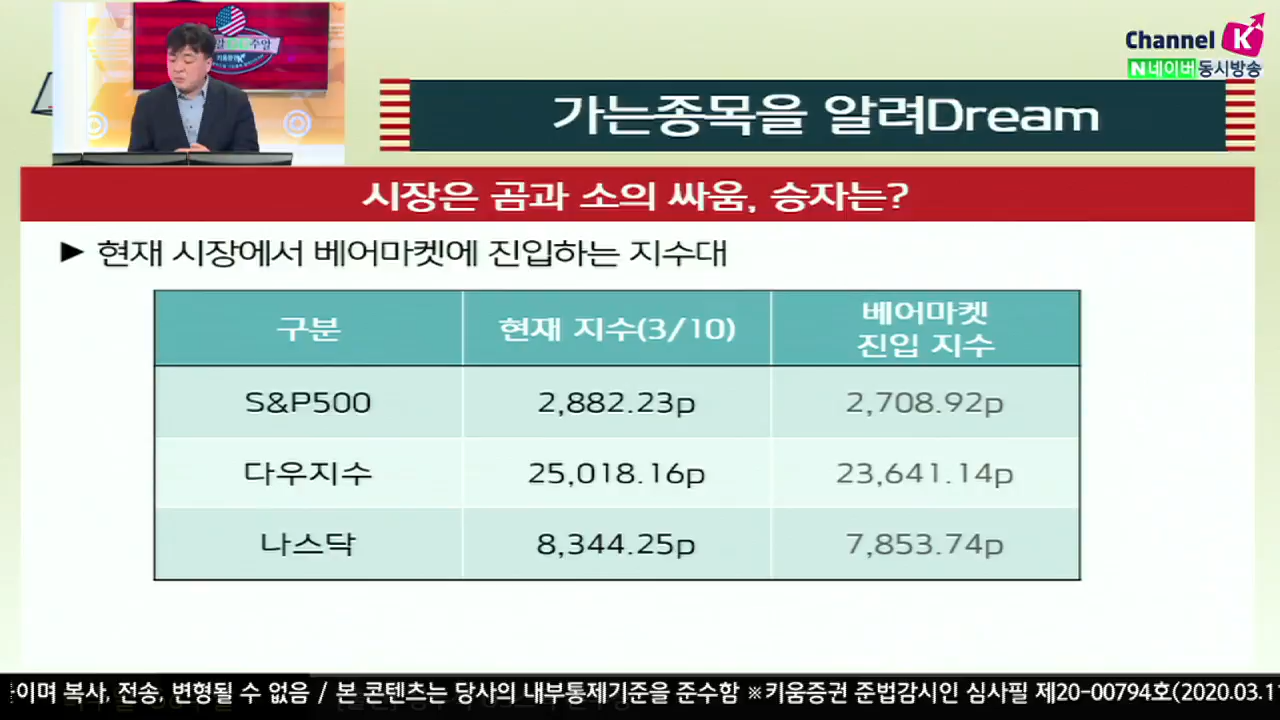 Channel K
N 네이버 동시방송
가는종목을 알려Dream
시장은 곰과 소의 싸움, 승자는?
▶ 현재 시장에서 베어마켓에 진입하는 지수대
구분 현재 지수(3/10) 베어마켓
진입 지수
S&P500 2,882.23p 2,708.92p
다우지수 25,018.16p 23,641.14p
나스닥 8,344.25p 7,853.74p
이며 복사, 전송, 변형될 수 없음 / 본 콘텐츠는 당사의 내부통제기준을 준수함 ※키움증권 준법감시인 심사필 제20-00794호(2020.03.1